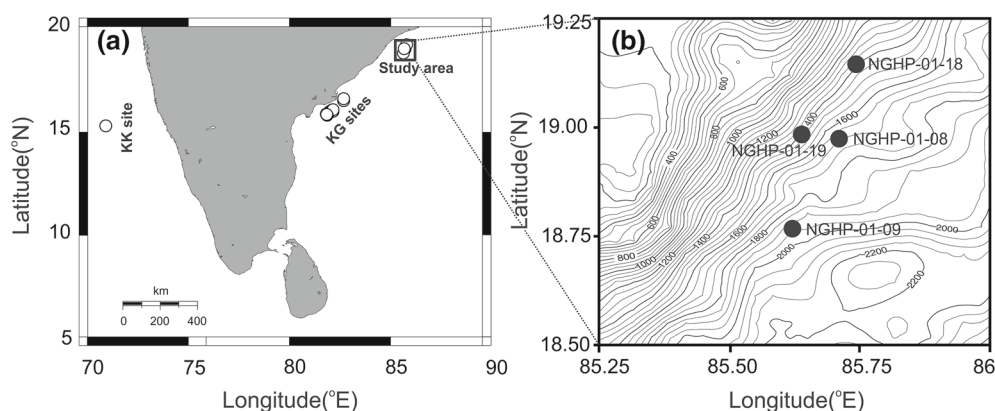 20
15
10
5
70
75
80
85
90
Latitude(°N)
Longitude(°E)
(a)
Study area
KG sites
KK site
km
0 200 400
(b)
19.25
19.00
18.75
18.50
85.25
85.50
85.75
86
Latitude(°N)
Longitude(°E)
NGHP-01-18
NGHP-01-08
NGHP-01-19
NGHP-01-09
600
800
400
1000
1200
400
1600
600
800
1000
1200
1400
1600
1800
2000
2000
2200
2200